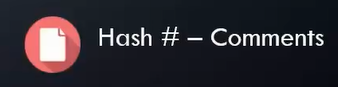 Hash # – Comments